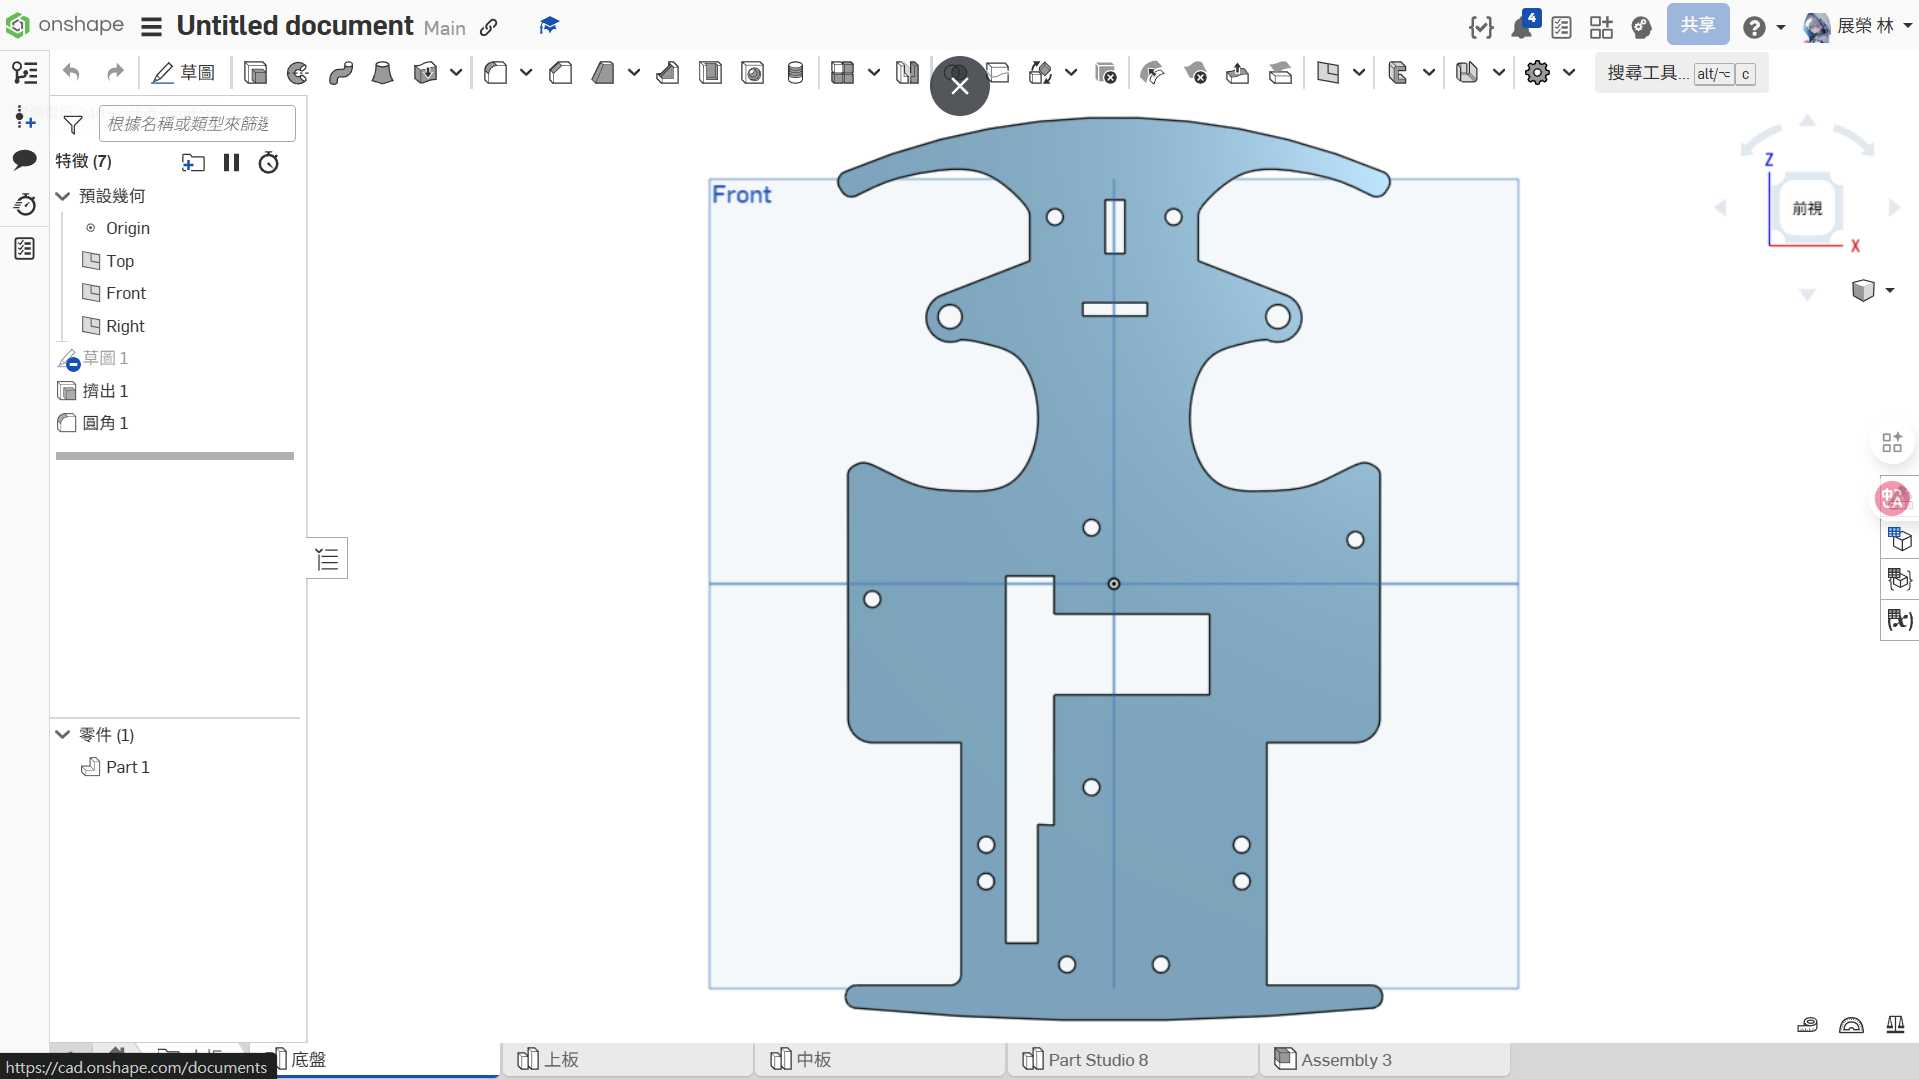 onshape
Untitled document Main
4
共享
展榮 林
草圖
搜尋工具... alt/⌥ c
根據名稱或類型來篩選
特徵 (7)
預設幾何
Origin
Top
Front
Right
草圖 1
擠出 1
圓角 1
零件 (1)
Part 1
Front
Z
前視
X
中A
(x)
https://cad.onshape.com/documents
底盤
上板
中板
Part Studio 8
Assembly 3